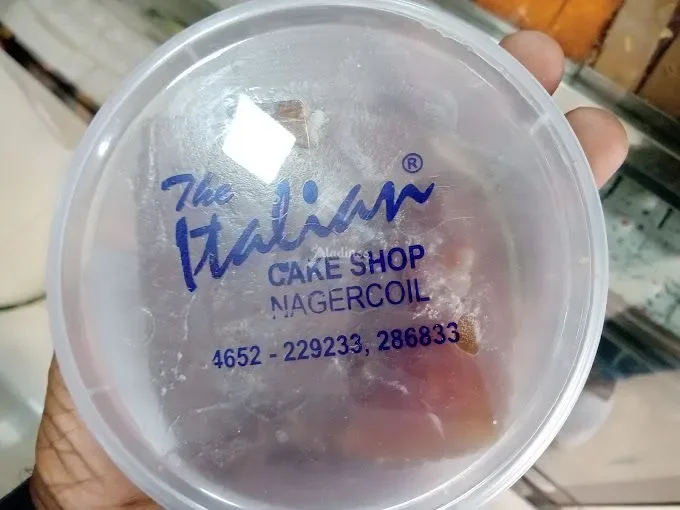 The
Italian®
CAKE SHOP
NAGERCOIL
4652 - 229233, 286833